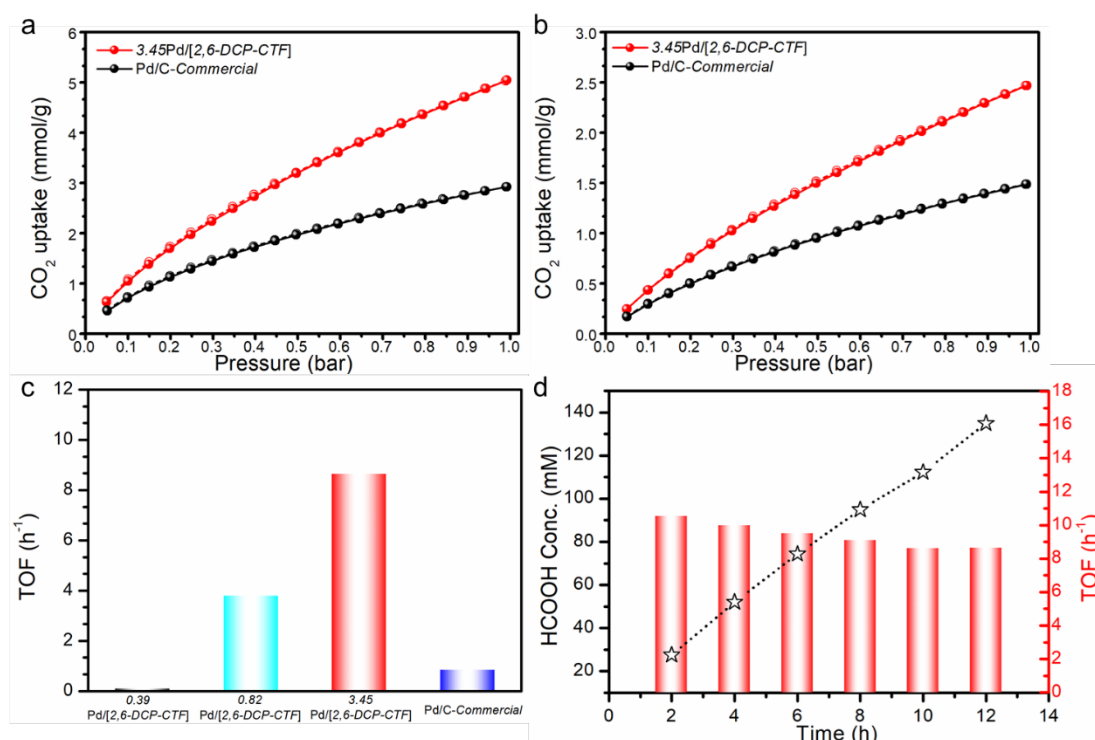 a
3.45Pd/[2,6-DCP-CTF]
Pd/C-Commercial
CO2 uptake (mmol/g)
6
5
4
3
2
1
0
0.0 0.1 0.2 0.3 0.4 0.5 0.6 0.7 0.8 0.9 1.0
Pressure (bar)
b
3.45Pd/[2,6-DCP-CTF]
Pd/C-Commercial
CO2 uptake (mmol/g)
3.0
2.5
2.0
1.5
1.0
0.5
0.0
0.0 0.1 0.2 0.3 0.4 0.5 0.6 0.7 0.8 0.9 1.0
Pressure (bar)
c
TOF (h-1)
12
10
8
6
4
2
0
0.39
Pd/[2,6-DCP-CTF]
0.82
Pd/[2,6-DCP-CTF]
3.45
Pd/[2,6-DCP-CTF]
Pd/C-Commercial
d
HCOOH Conc. (mM)
140
120
100
80
60
40
20
0 2 4 6 8 10 12 14
Time (h)
18
16
14
12
10
8
6
4
2
0
TOF (h-1)